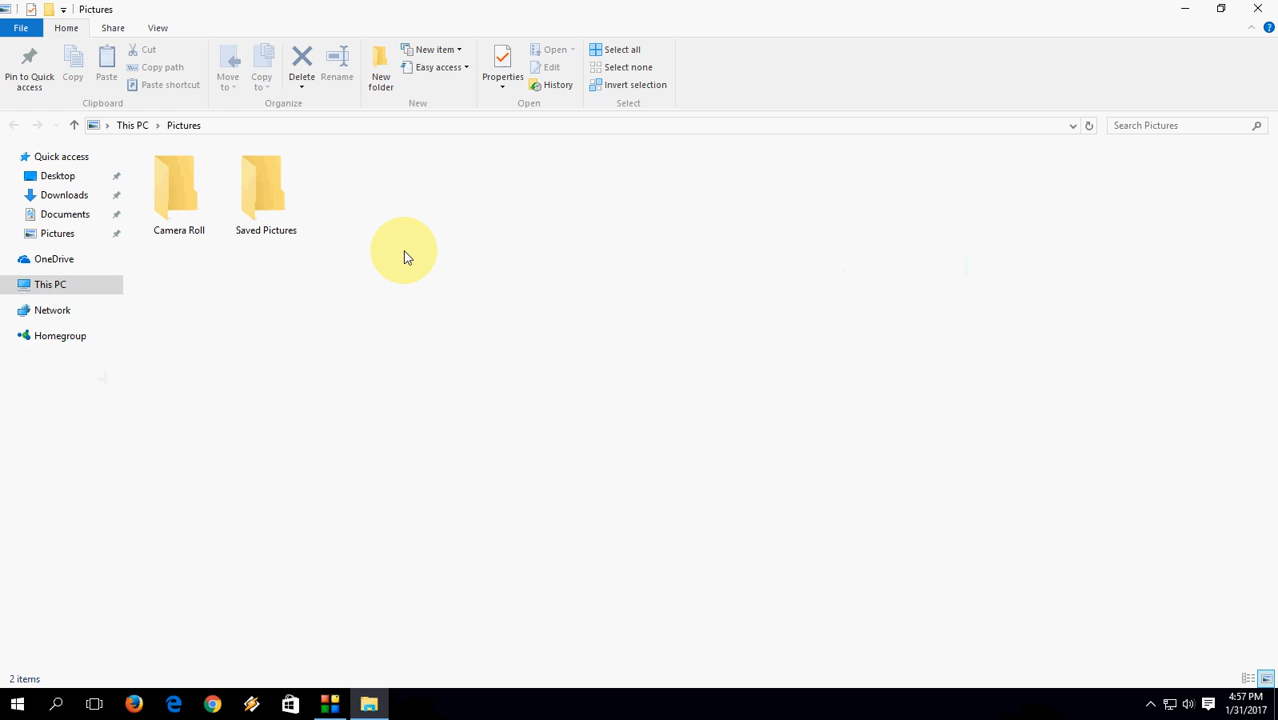 Pictures
File Home Share View
Pin to Quick access
Copy
Paste
Cut
Copy path
Paste shortcut
Clipboard
Move to
Copy to
Delete
Rename
Organize
New folder
New item
Easy access
New
Properties
Open
Edit
History
Open
Select all
Select none
Invert selection
Select
This PC Pictures
Search Pictures
Quick access
Desktop
Downloads
Documents
Pictures
OneDrive
This PC
Network
Homegroup
Camera Roll
Saved Pictures
2 items
4:57 PM
1/31/2017